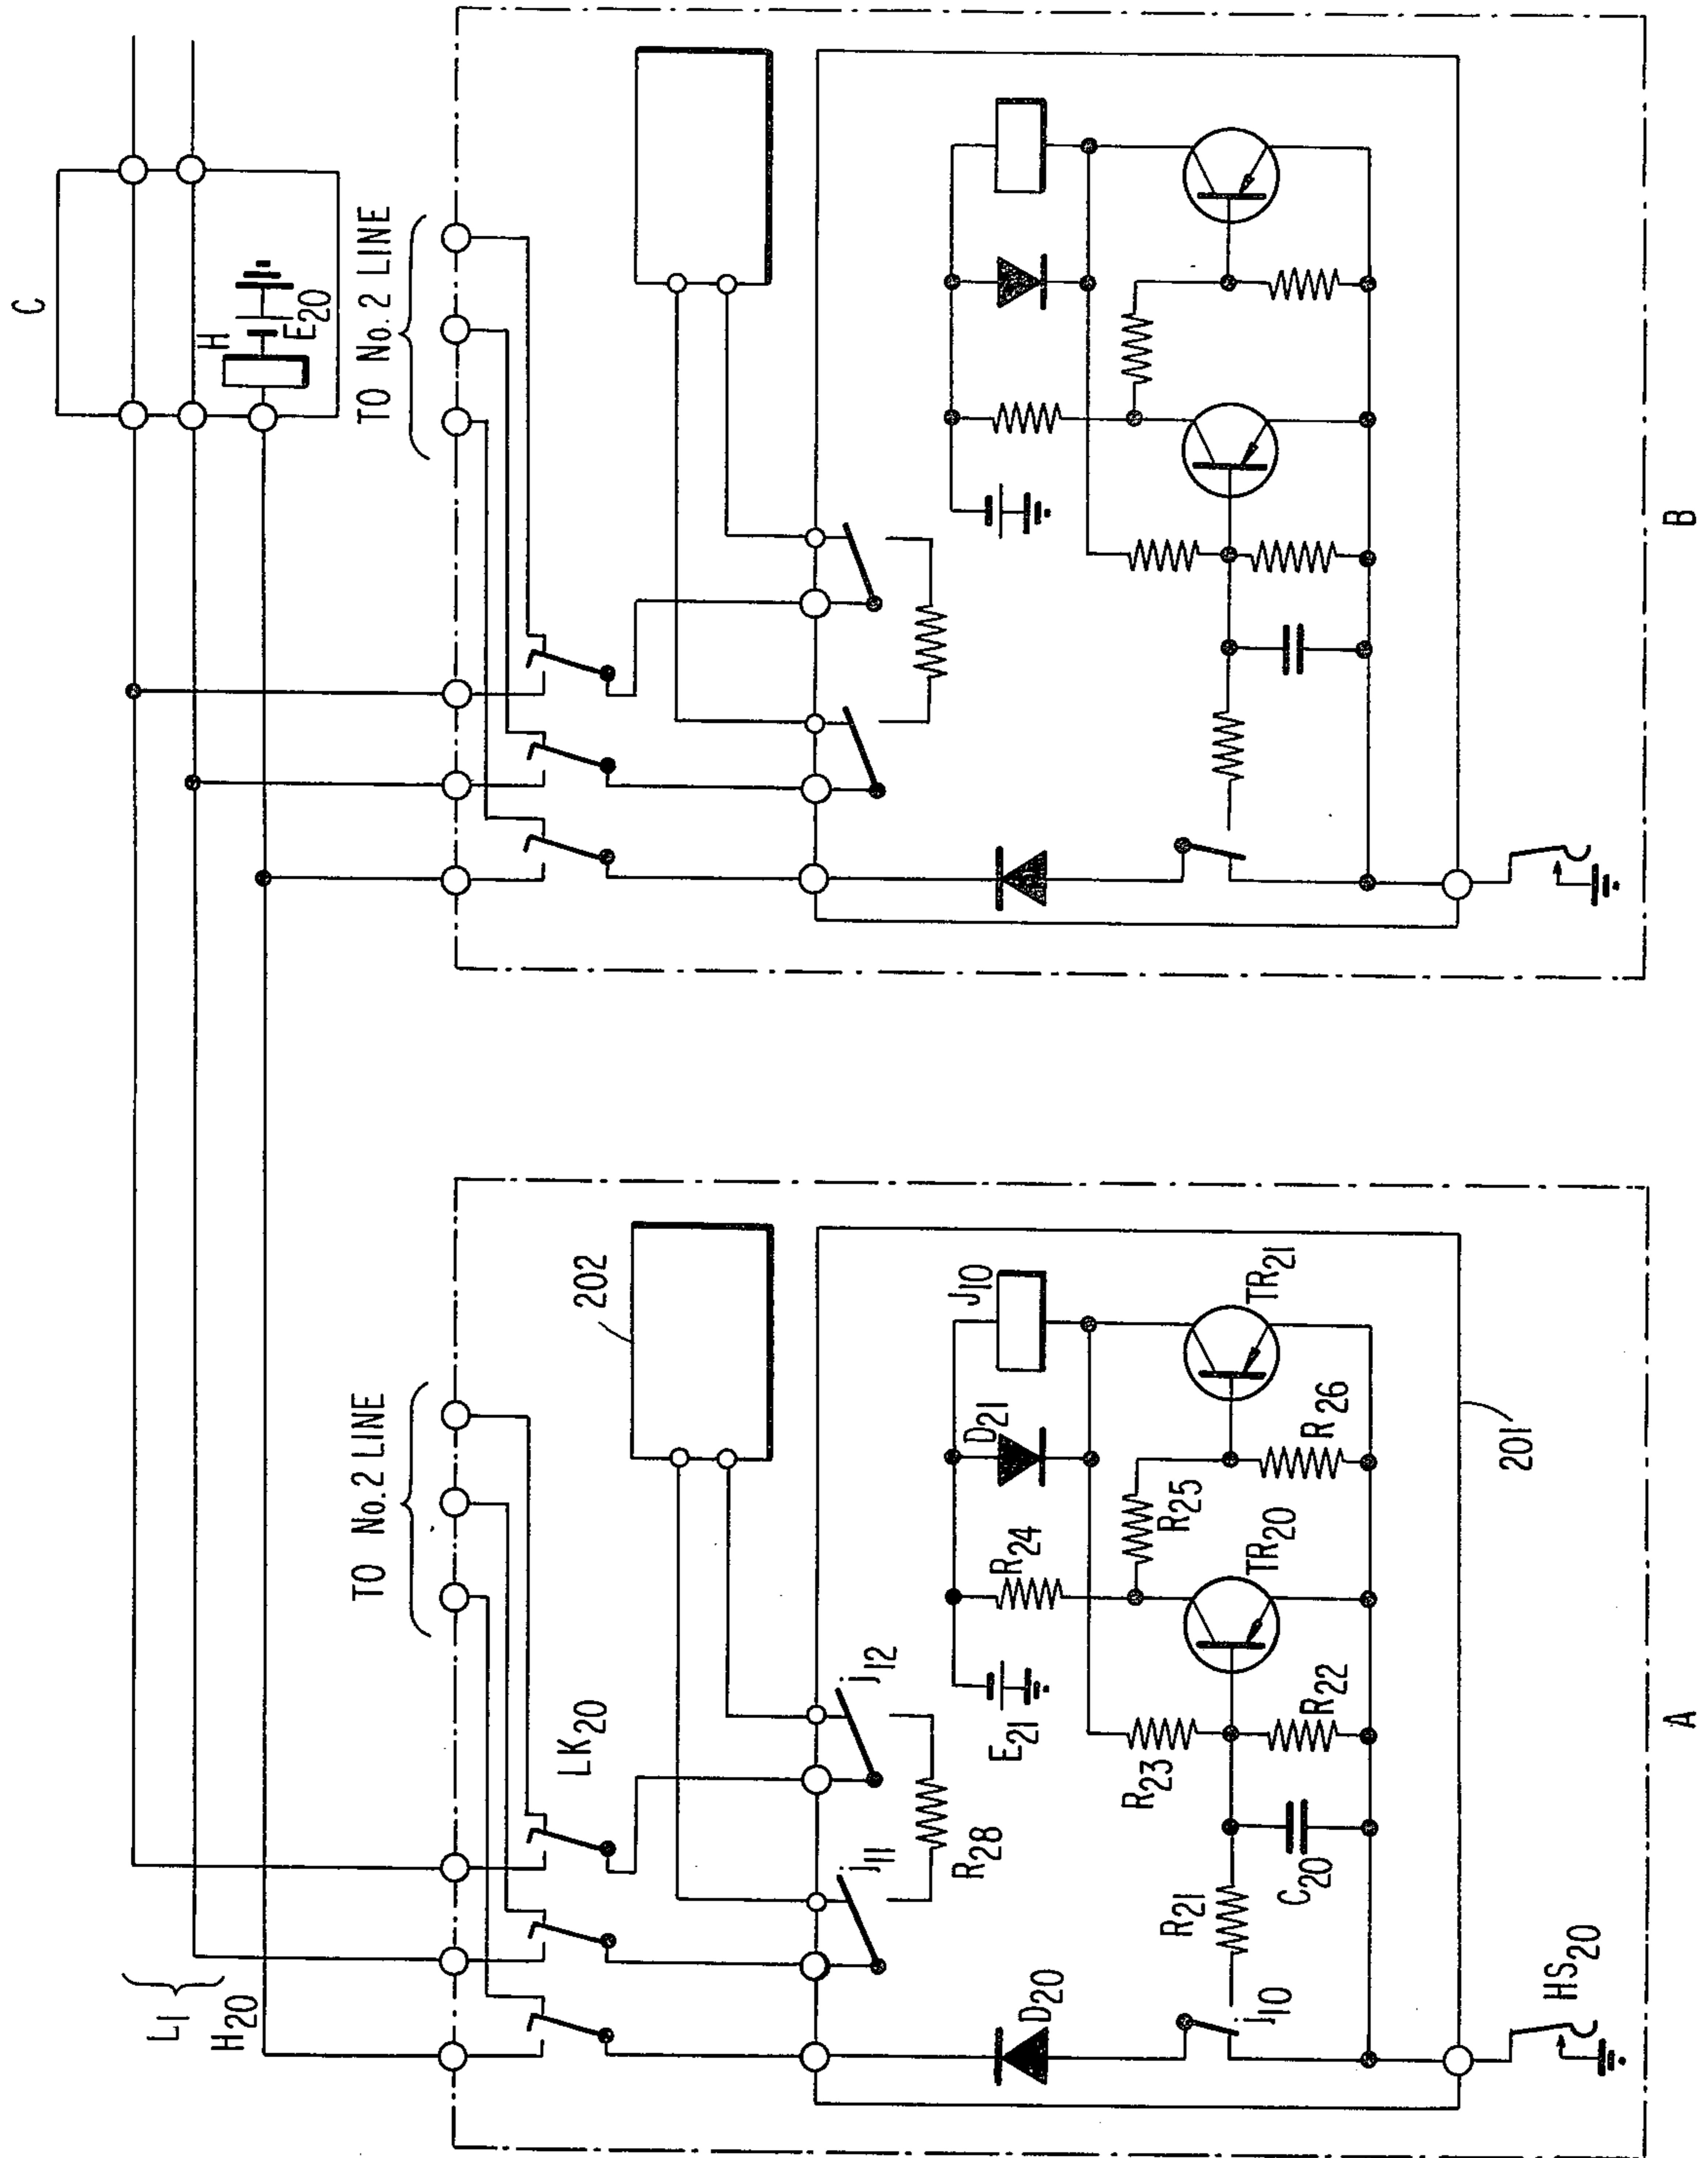 C
H
E20
TO No. 2 LINE
B
L1
H20
TO No. 2 LINE
202
LK20
j11
j12
R28
J10
D21
R24
E21
R25
TR21
R23
TR20
R26
R22
R21
C20
D20
j10
201
HS20
A